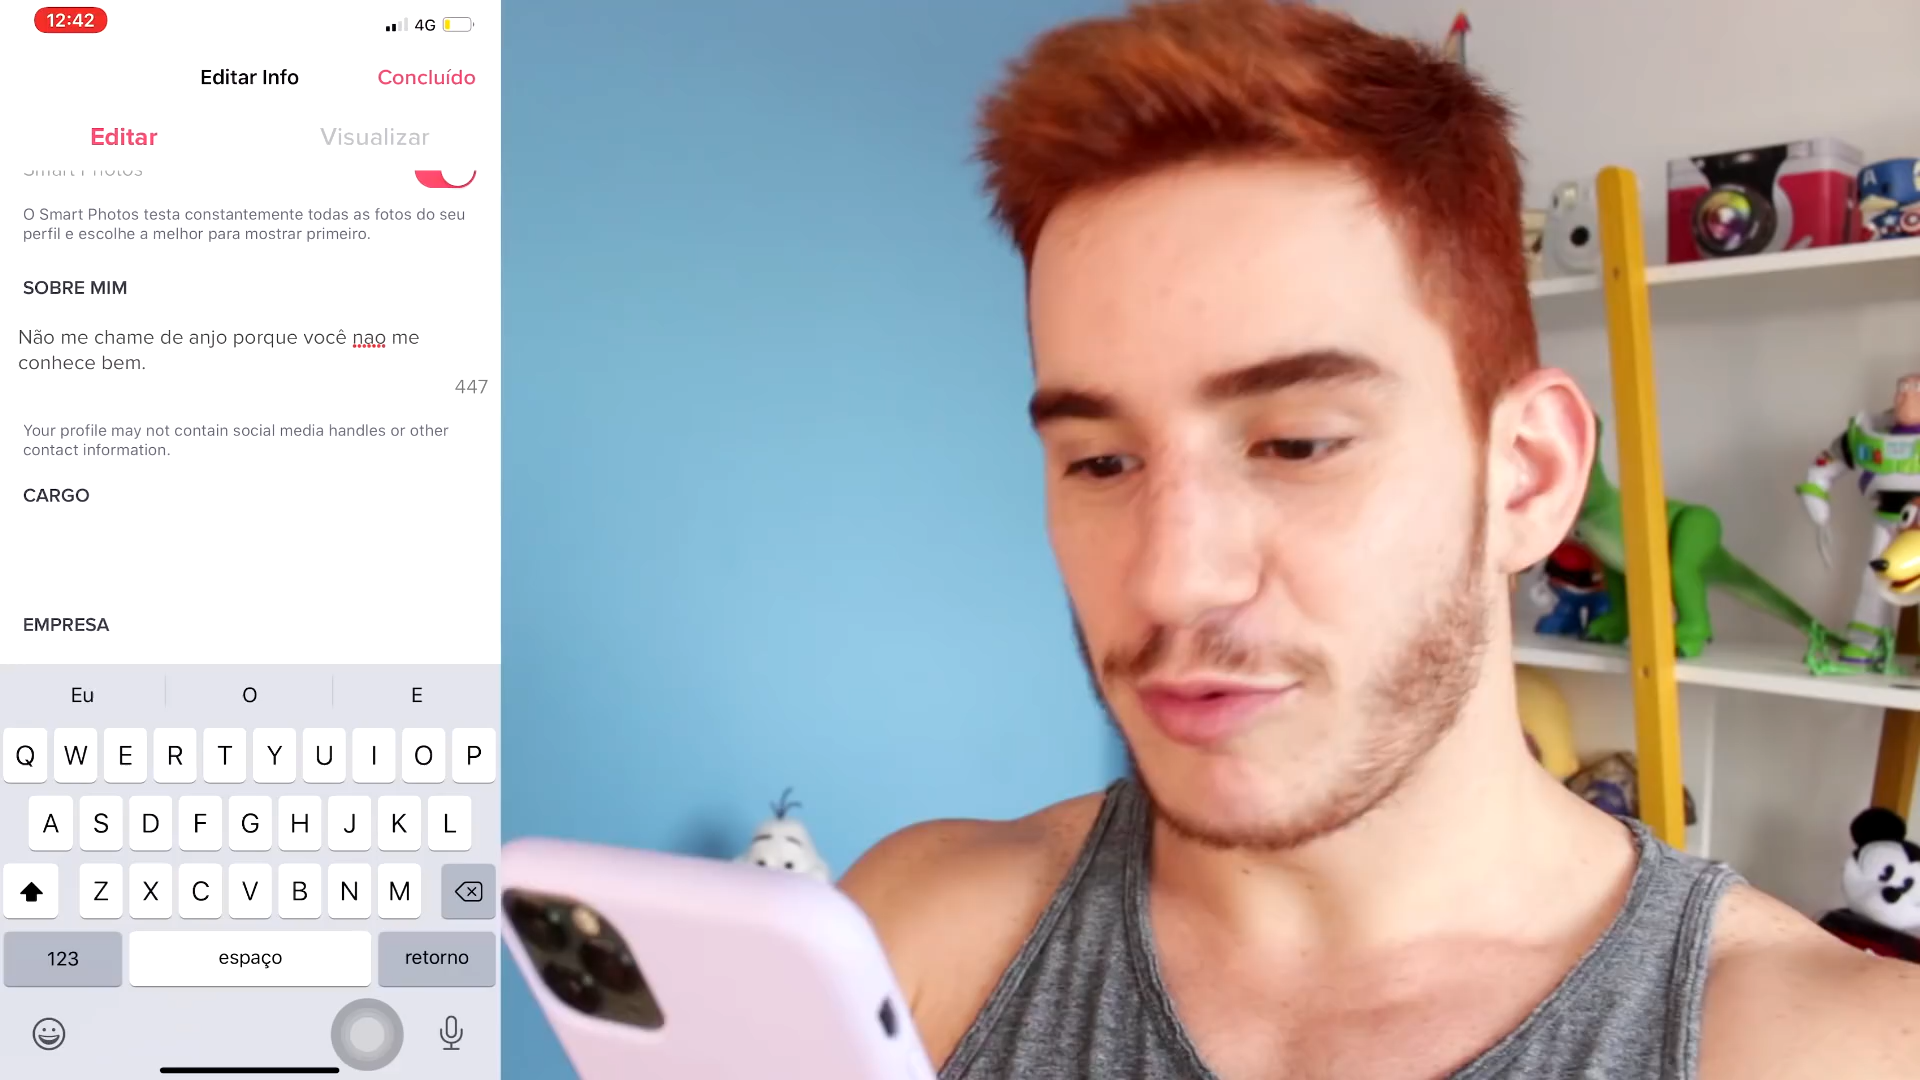 12:42
4G
Editar Info
Concluído
Editar
Visualizar
Smart Photos
O Smart Photos testa constantemente todas as fotos do seu
perfil e escolhe a melhor para mostrar primeiro.
SOBRE MIM
Não me chame de anjo porque você nao me
conhece bem.
447
Your profile may not contain social media handles or other
contact information.
CARGO
EMPRESA
Eu
O
E
Q W E R T Y U I O P
A S D F G H J K L
Z X C V B N M
123
espaço
retorno
A